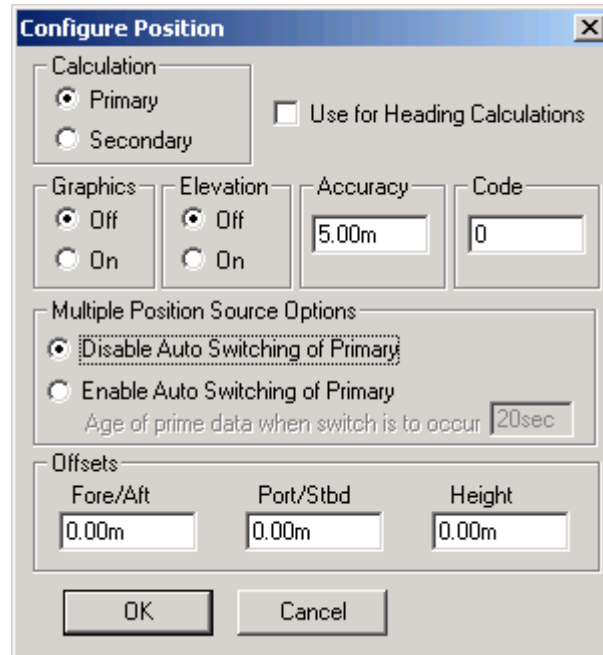 Configure Position
Calculation
Primary
Use for Heading Calculations
Secondary
Graphics Elevation Accuracy Code
Off Off 5.00m 0
On On
Multiple Position Source Options
Disable Auto Switching of Primary
Enable Auto Switching of Primary
Age of prime data when switch is to occur 20sec
Offsets
Fore/Aft Port/Stbd Height
0.00m 0.00m 0.00m
OK Cancel